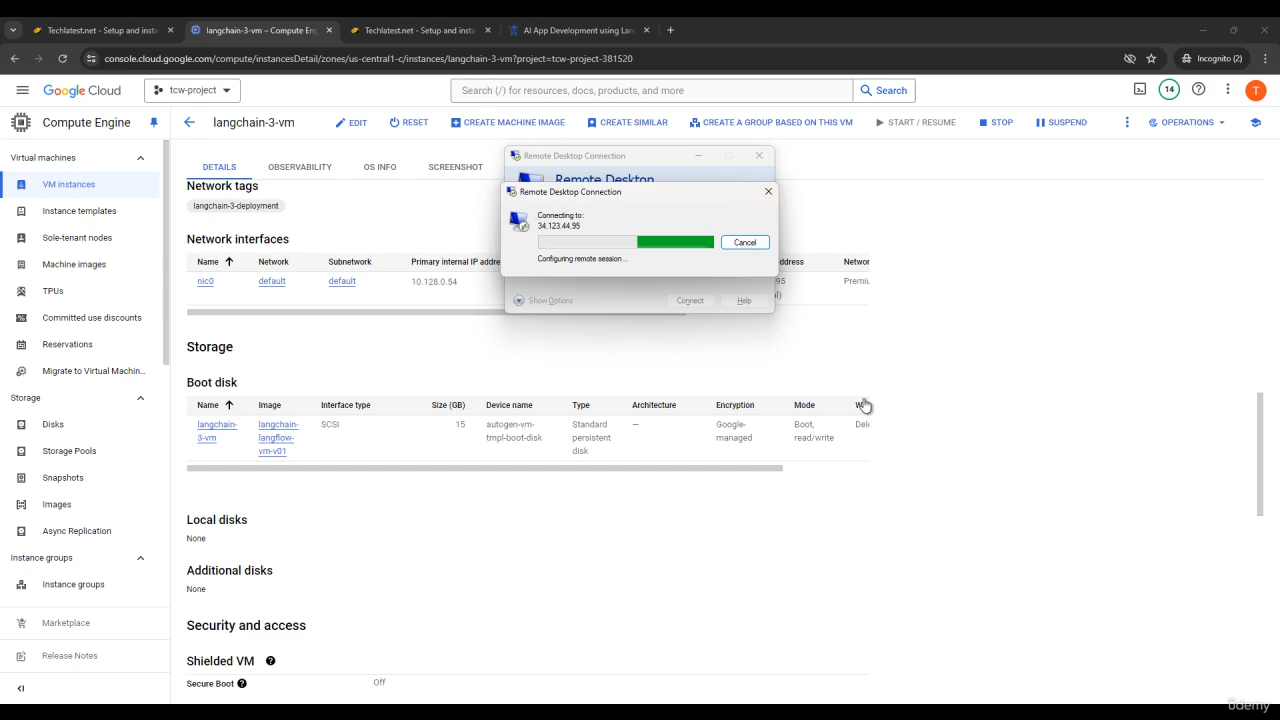 Techlatest.net - Setup and insta
langchain-3-vm – Compute En
Techlatest.net - Setup and insta
AI App Development using Lan
console.cloud.google.com/compute/instancesDetail/zones/us-central1-c/instances/langchain-3-vm?project=tcw-project-381520
Incognito (2)
Google Cloud
tcw-project
Search (/) for resources, docs, products, and more
Search
14
T
Compute Engine
langchain-3-vm
EDIT
RESET
CREATE MACHINE IMAGE
CREATE SIMILAR
CREATE A GROUP BASED ON THIS VM
START / RESUME
STOP
SUSPEND
OPERATIONS
Virtual machines
VM instances
Instance templates
Sole-tenant nodes
Machine images
TPUs
Committed use discounts
Reservations
Migrate to Virtual Machin...
Storage
Disks
Storage Pools
Snapshots
Images
Async Replication
Instance groups
Instance groups
Marketplace
Release Notes
DETAILS
OBSERVABILITY
OS INFO
SCREENSHOT
Remote Desktop Connection
Remote Desktop
Remote Desktop Connection
Connecting to:
34.123.44.95
Cancel
Configuring remote session...
Show Options
Connect
Help
Network tags
langchain-3-deployment
Network interfaces
Name Network Subnetwork Primary internal IP addre ddress Networ
nic0 default default 10.128.0.54 95 Premiu
al)
Storage
Boot disk
Name Image Interface type Size (GB) Device name Type Architecture Encryption Mode
langchain- langchain- SCSI 15 autogen-vm- Standard — Google- Boot, Dele
3-vm langflow- tmpl-boot-disk persistent managed read/write
vm-v01 disk
Local disks
None
Additional disks
None
Security and access
Shielded VM
Secure Boot Off
ûdemy